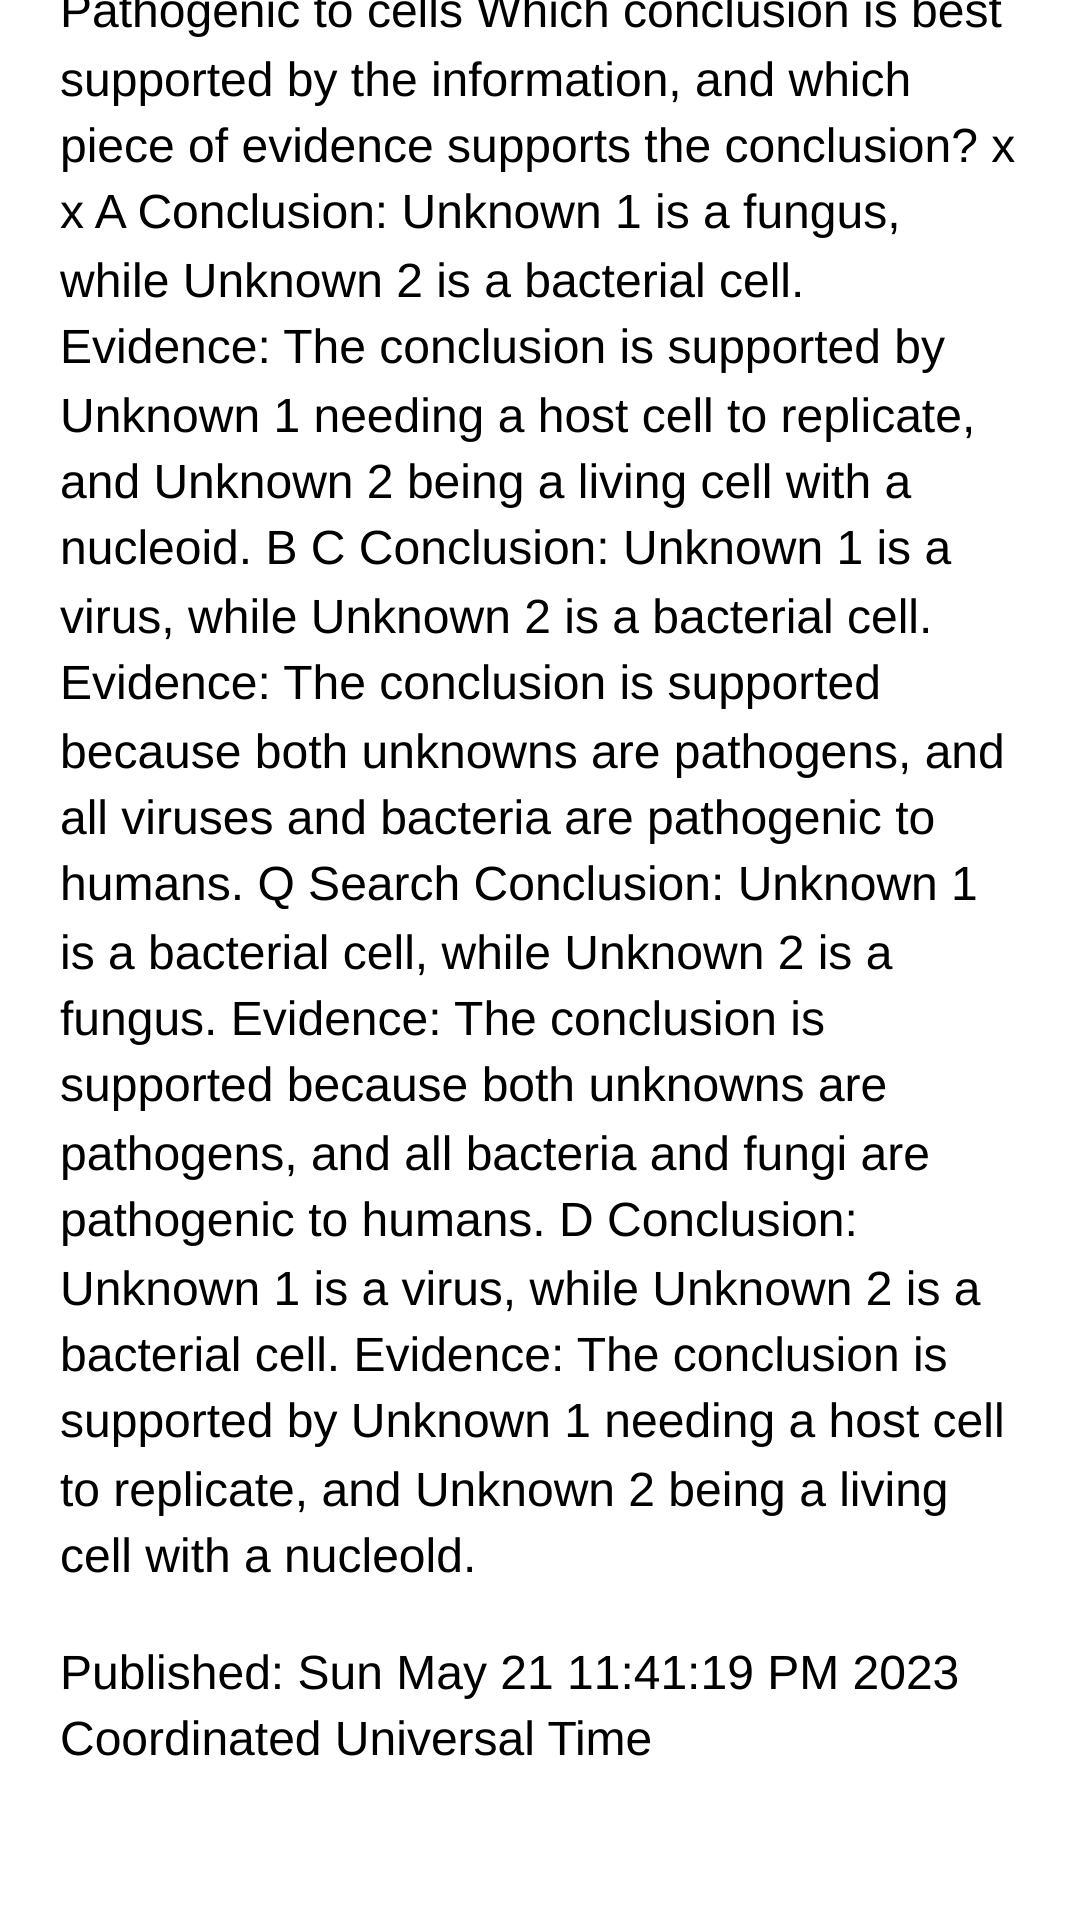 Pathogenic to cells Which conclusion is best
supported by the information, and which
piece of evidence supports the conclusion? x
x A Conclusion: Unknown 1 is a fungus,
while Unknown 2 is a bacterial cell.
Evidence: The conclusion is supported by
Unknown 1 needing a host cell to replicate,
and Unknown 2 being a living cell with a
nucleoid. B C Conclusion: Unknown 1 is a
virus, while Unknown 2 is a bacterial cell.
Evidence: The conclusion is supported
because both unknowns are pathogens, and
all viruses and bacteria are pathogenic to
humans. Q Search Conclusion: Unknown 1
is a bacterial cell, while Unknown 2 is a
fungus. Evidence: The conclusion is
supported because both unknowns are
pathogens, and all bacteria and fungi are
pathogenic to humans. D Conclusion:
Unknown 1 is a virus, while Unknown 2 is a
bacterial cell. Evidence: The conclusion is
supported by Unknown 1 needing a host cell
to replicate, and Unknown 2 being a living
cell with a nucleold.
Published: Sun May 21 11:41:19 PM 2023
Coordinated Universal Time